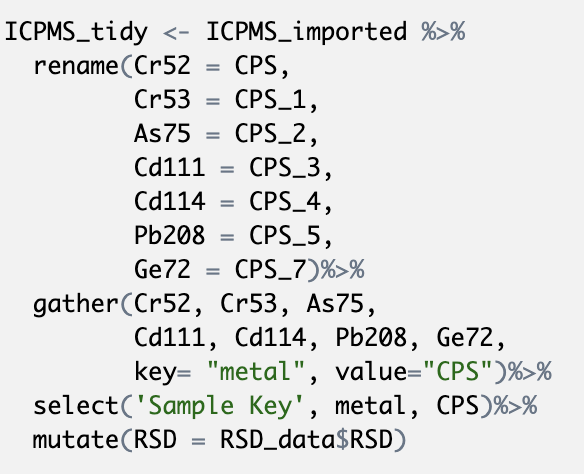 ICPMS_tidy <- ICPMS_imported %>%
  rename(Cr52 = CPS,
         Cr53 = CPS_1,
         As75 = CPS_2,
         Cd111 = CPS_3,
         Cd114 = CPS_4,
         Pb208 = CPS_5,
         Ge72 = CPS_7)%>%
  gather(Cr52, Cr53, As75,
         Cd111, Cd114, Pb208, Ge72,
         key= "metal", value="CPS")%>%
  select('Sample Key', metal, CPS)%>%
  mutate(RSD = RSD_data$RSD)